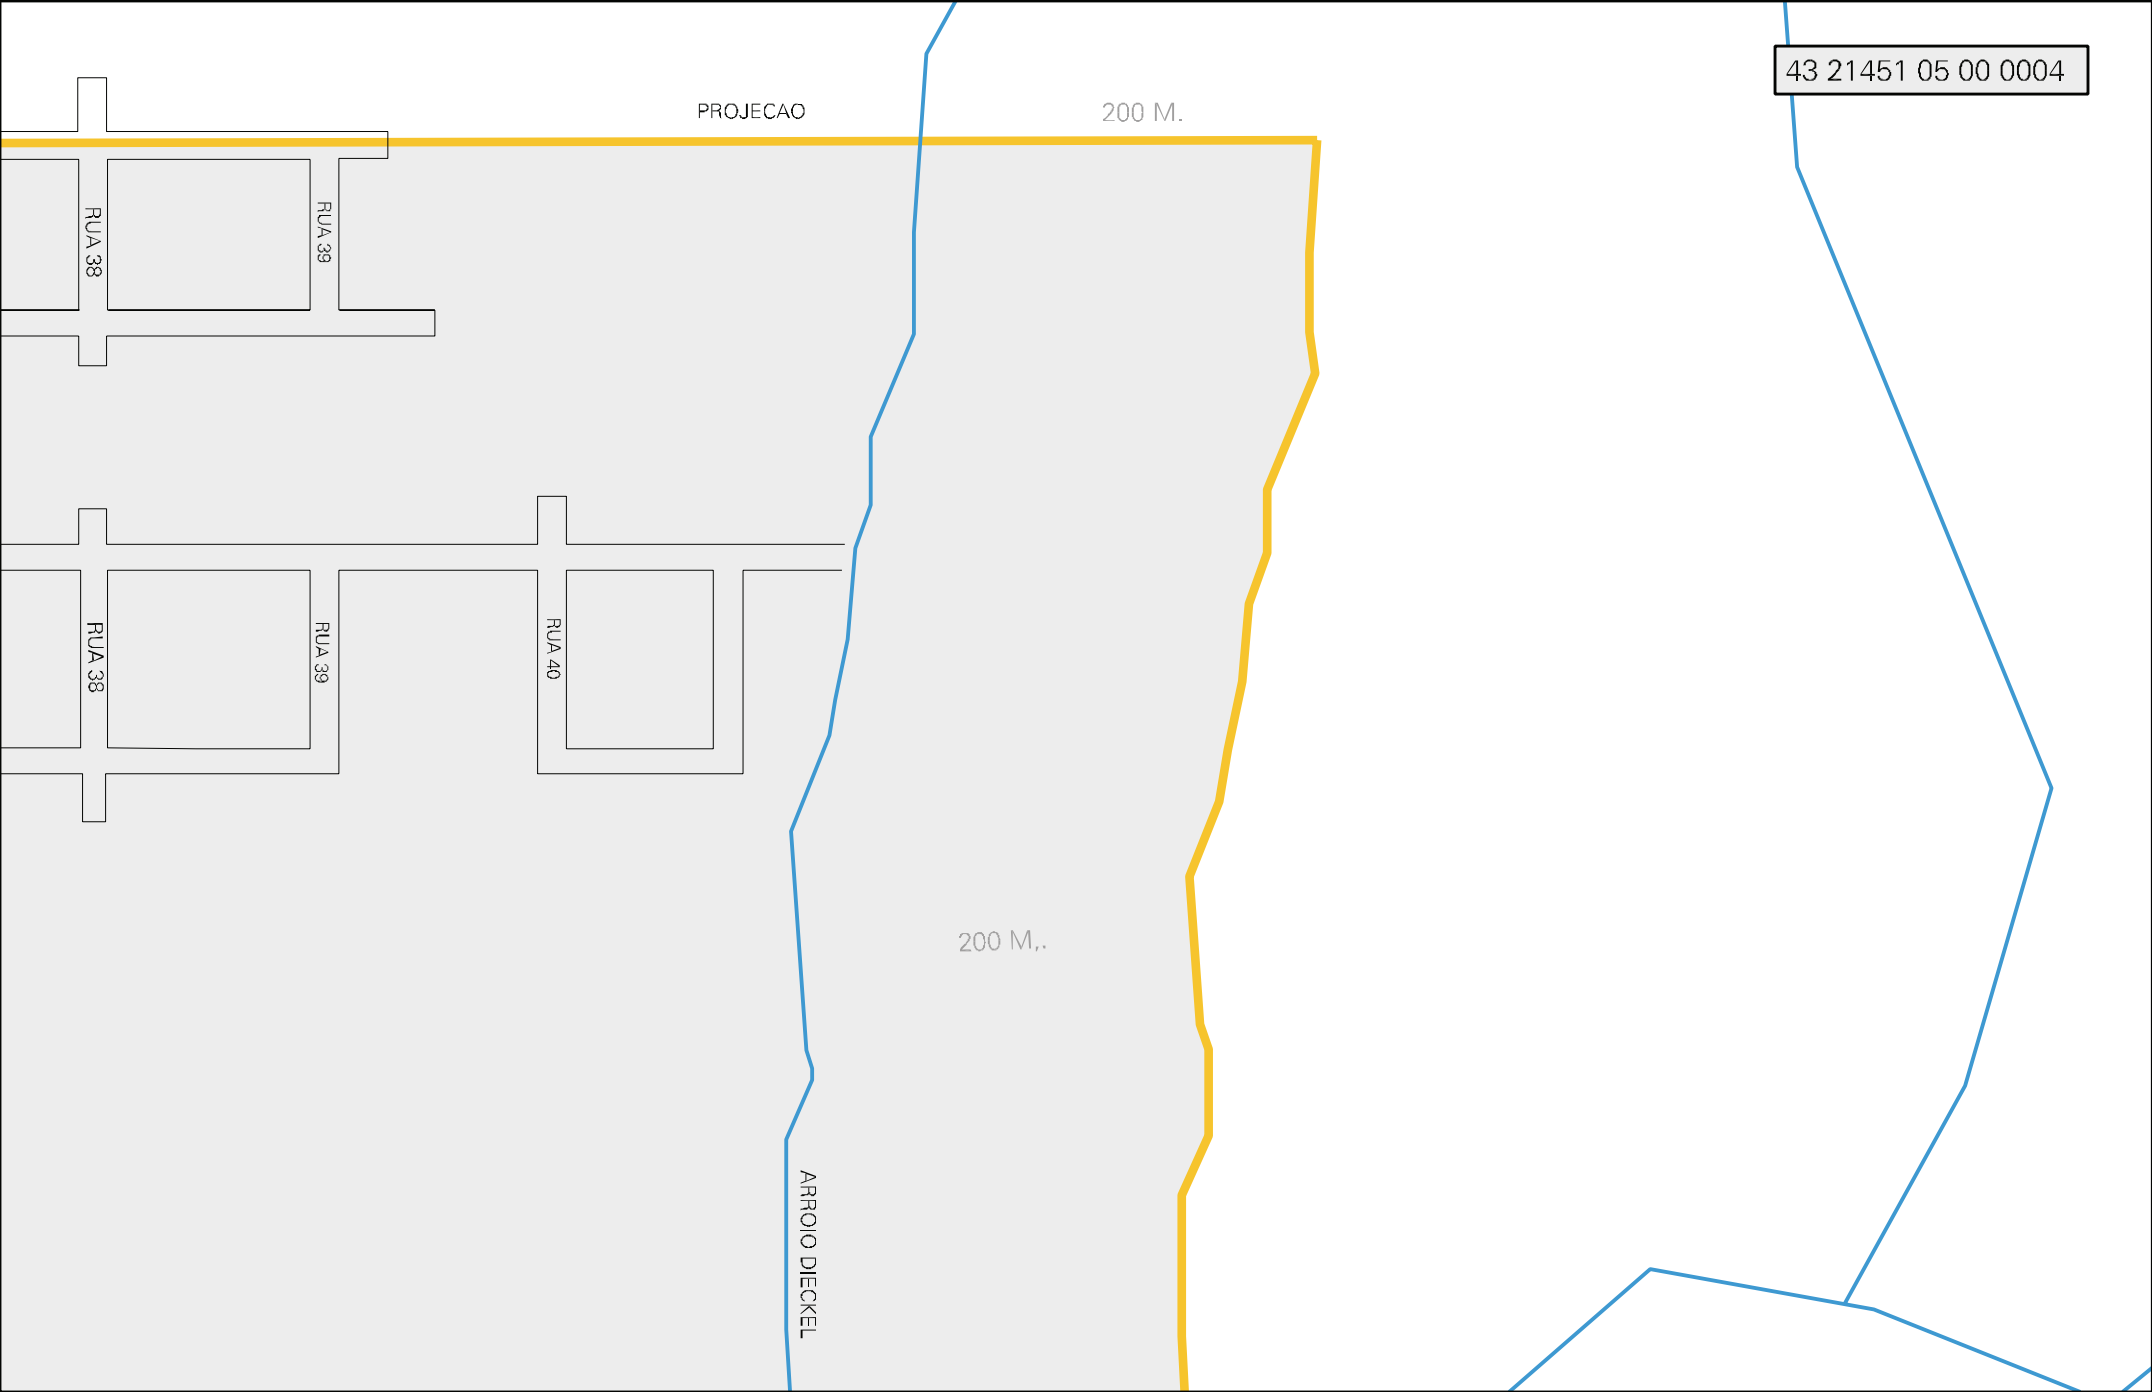 43 21451 05 00 0004
PROJECAO
200 M.
RUA 38
RUA 39
RUA 38
RUA 39
RUA 40
200 M,.
ARROIO DIECKEL